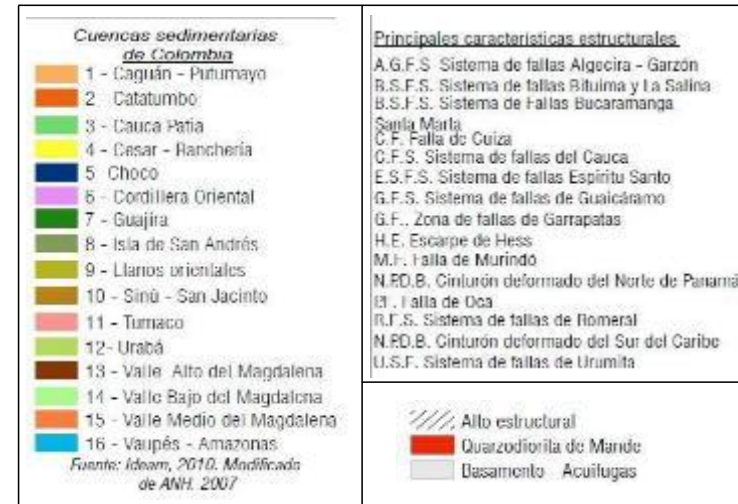 Cuencas sedimentarias
de Colombia
1 - Caguán - Putumayo
2 Catatumbo
3 - Cauca Patia
4 - Cesar - Ranchería
5 Choco
6 - Cordillera Oriental
7 - Guajira
8 - Isla de San Andrés
9 - Llanos orientales
10 - Sinú - San Jacinto
11 - Tumaco
12- Urabá
13 - Valle Alto del Magdalena
14 - Valle Bajo del Magdalena
15 - Valle Medio del Magdalena
16 - Vaupés - Amazonas
Fuente: Ideam, 2010. Modificado
de ANH. 2007
Principales características estructurales
A.G.F.S Sistema de fallas Algecira - Garzón
B.S.F.S. Sistema de fallas Bituima y La Salina
B.S.F.S. Sistema de Fallas Bucaramanga
Santa Marta
C.F. Falla de Cuiza
C.F.S. Sistema de fallas del Cauca
E.S.F.S. Sistema de fallas Espíritu Santo
G.F.S. Sistema de fallas de Guaicáramo
G.F.. Zona de fallas de Garrapatas
H.E. Escarpe de Hess
M.F. Falla de Murindó
N.P.D.B. Cinturón deformado del Norte de Panamá
Falla de Oca
R.F.S. Sistema de fallas de Romeral
N.P.D.B. Cinturón deformado del Sur del Caribe
U.S.F. Sistema de fallas de Urumita
Alto estructural
Quarzodiorita de Mande
Basamento Acuifugas